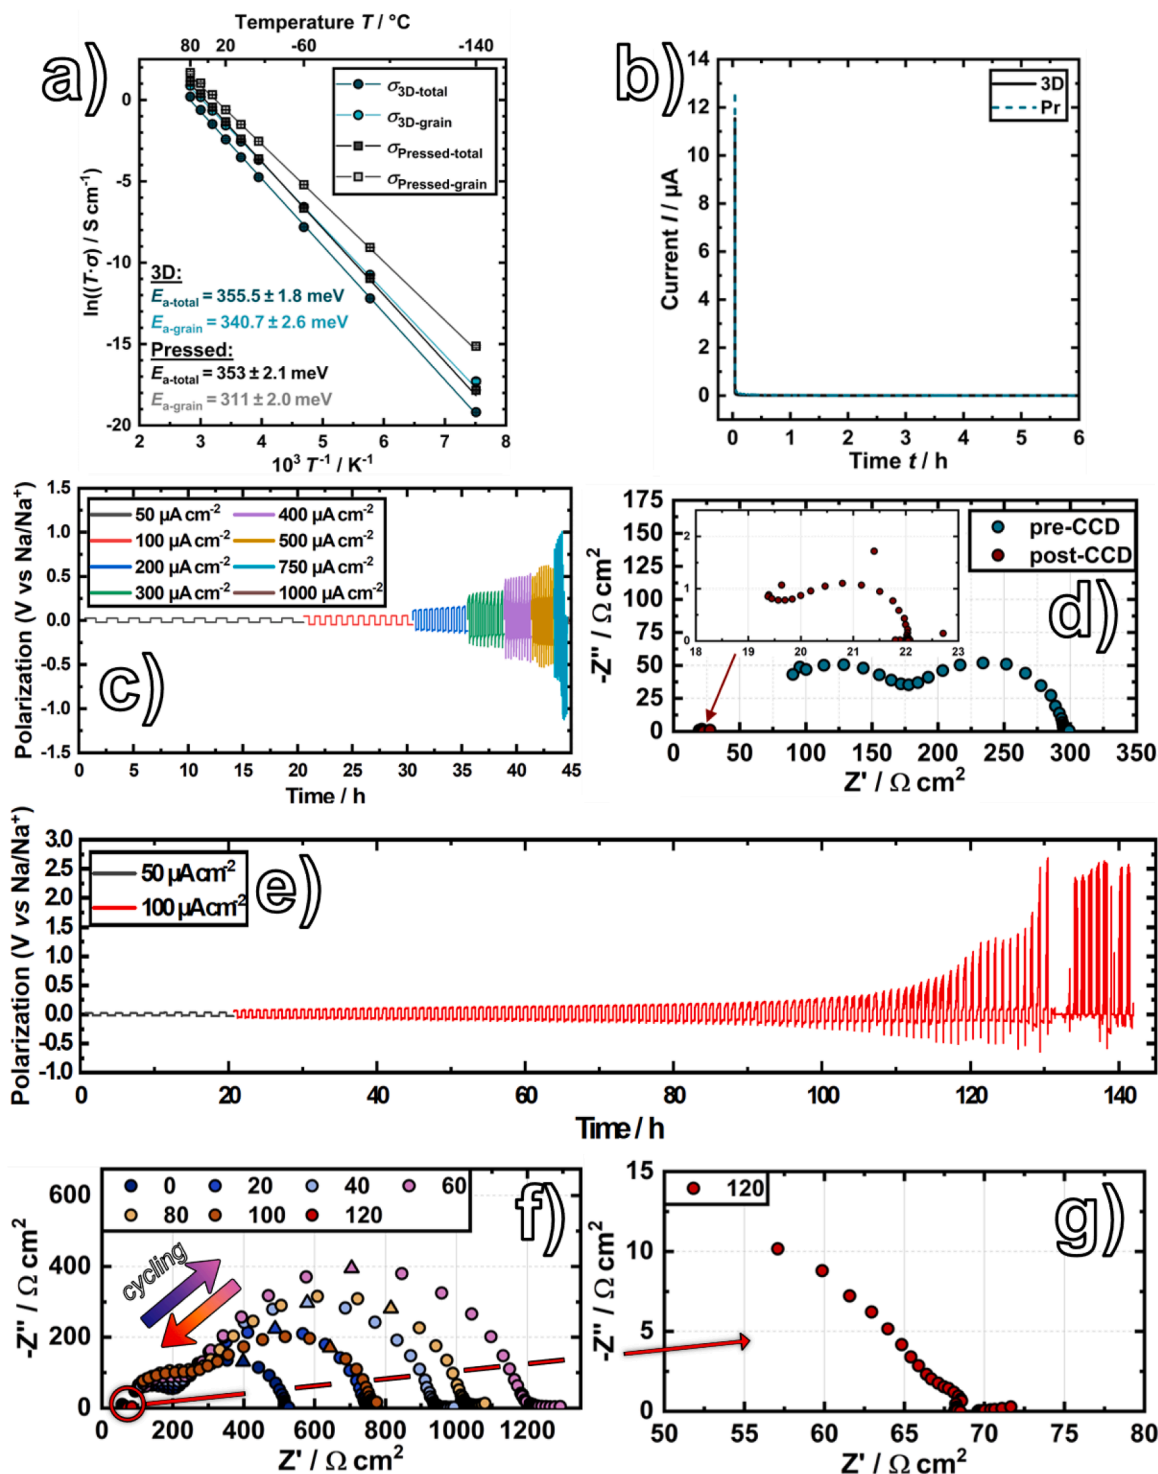 a)
Temperature T / °C
80 20 -60 -140
σ3D-total
σ3D-grain
σPressed-total
σPressed-grain
ln((T·σ) / S cm⁻¹)
0
-5
-10
-15
-20
3D:
Ea-total = 355.5 ± 1.8 meV
Ea-grain = 340.7 ± 2.6 meV
Pressed:
Ea-total = 353 ± 2.1 meV
Ea-grain = 311 ± 2.0 meV
2 3 4 5 6 7 8
10³ T⁻¹ / K⁻¹
b)
3D
Pr
Current I / µA
14
12
10
8
6
4
2
0
0 1 2 3 4 5 6
Time t / h
c)
Polarization (V vs Na/Na⁺)
1.5
1.0
0.5
0.0
-0.5
-1.0
-1.5
50 µA cm⁻² 400 µA cm⁻²
100 µA cm⁻² 500 µA cm⁻²
200 µA cm⁻² 750 µA cm⁻²
300 µA cm⁻² 1000 µA cm⁻²
0 5 10 15 20 25 30 35 40 45
Time / h
d)
-Z'' / Ω cm²
175
150
125
100
75
50
25
0
pre-CCD
post-CCD
2
1
0
18 19 20 21 22 23
0 50 100 150 200 250 300 350
Z' / Ω cm²
e)
Polarization (V vs Na/Na⁺)
3.0
2.5
2.0
1.5
1.0
0.5
0.0
-0.5
-1.0
50 µAcm⁻²
100 µAcm⁻²
0 20 40 60 80 100 120 140
Time / h
f)
-Z'' / Ω cm²
600
400
200
0
0 20 40 60
80 100 120
cycling
0 200 400 600 800 1000 1200
Z' / Ω cm²
g)
-Z'' / Ω cm²
15
10
5
0
120
50 55 60 65 70 75 80
Z' / Ω cm²